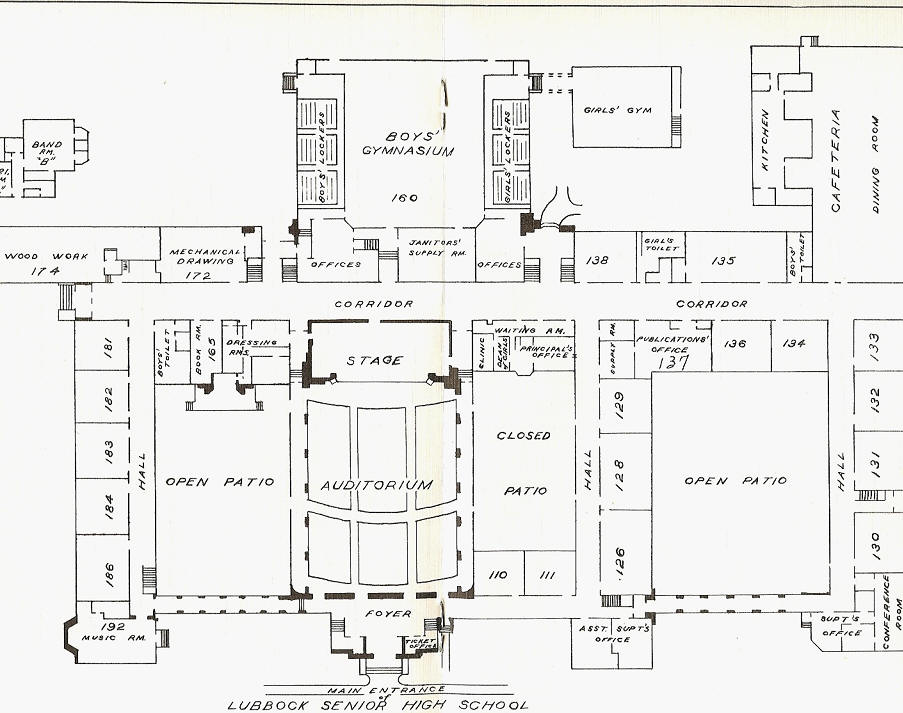 BOYS'
GYMNASIUM
160
BOYS' LOCKERS
GIRLS' LOCKERS
GIRLS' GYM
KITCHEN
CAFETERIA
DINING ROOM
BAND
RM.
"B"
RI.
M
"
WOOD WORK
174
MECHANICAL
DRAWING
172
OFFICES
JANITORS'
SUPPLY RM.
OFFICES
138
GIRL'S
TOILET
135
BOYS'
TOILET
CORRIDOR
CORRIDOR
181
BOYS'
TOILET
BOOK RM.
165
DRESSING
RMS.
STAGE
CLINIC
WAITING RM.
DEAN
of GIRLS
PRINCIPAL'S
OFFICES
SUPPLY RM.
PUBLICATIONS'
OFFICE
137
136
134
133
182
129
132
183
HALL
OPEN PATIO
AUDITORIUM
CLOSED
PATIO
HALL
128
OPEN PATIO
HALL
131
184
130
186
110
111
126
192
MUSIC RM.
FOYER
TICKET
OFFICE
ASST. SUPT'S
OFFICE
SUPT'S
OFFICE
CONFERENCE
ROOM
MAIN ENTRANCE
of
LUBBOCK SENIOR HIGH SCHOOL